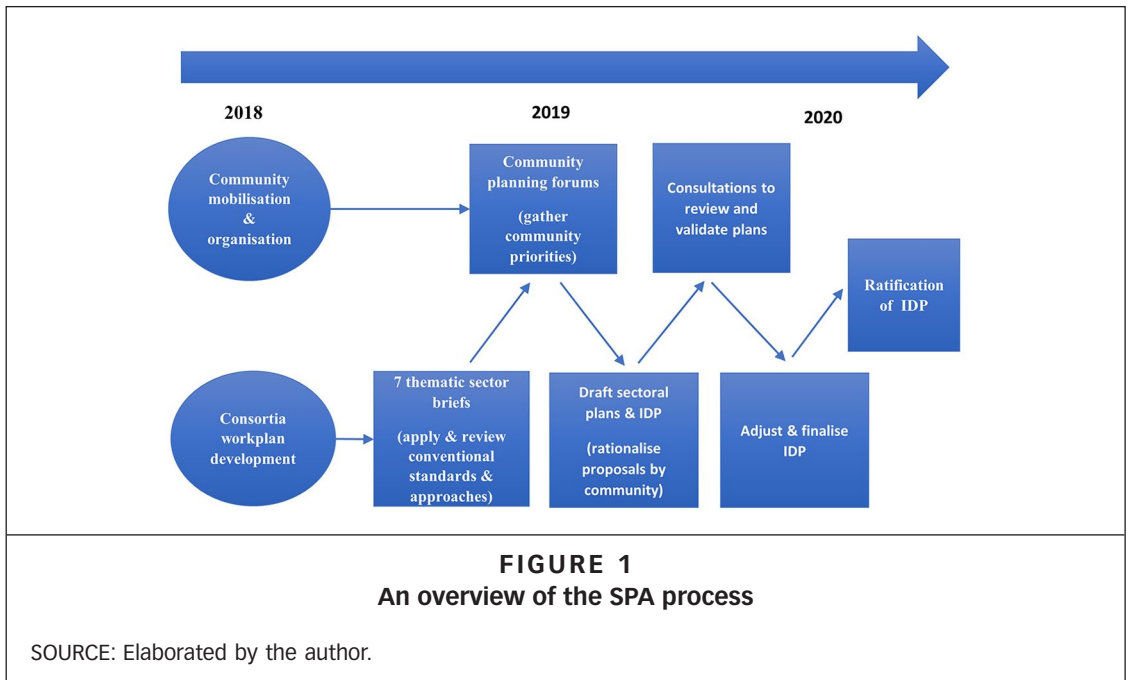 2018
2019
2020
Community
mobilisation
&
organisation
Community
planning forums
(gather
community
priorities)
Consultations to
review and
validate plans
Ratification
of IDP
Consortia
workplan
development
7 thematic sector
briefs
(apply & review
conventional
standards &
approaches)
Draft sectoral
plans & IDP
(rationalise
proposals by
community)
Adjust & finalise
IDP
FIGURE 1
An overview of the SPA process
SOURCE: Elaborated by the author.